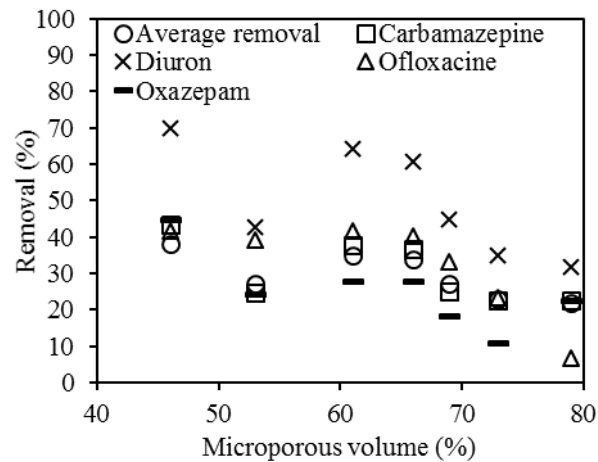 100
90
80
70
60
50
40
30
20
10
0
Removal (%)
Average removal Carbamazepine
Diuron Ofloxacine
Oxazepam
40 50 60 70 80
Microporous volume (%)